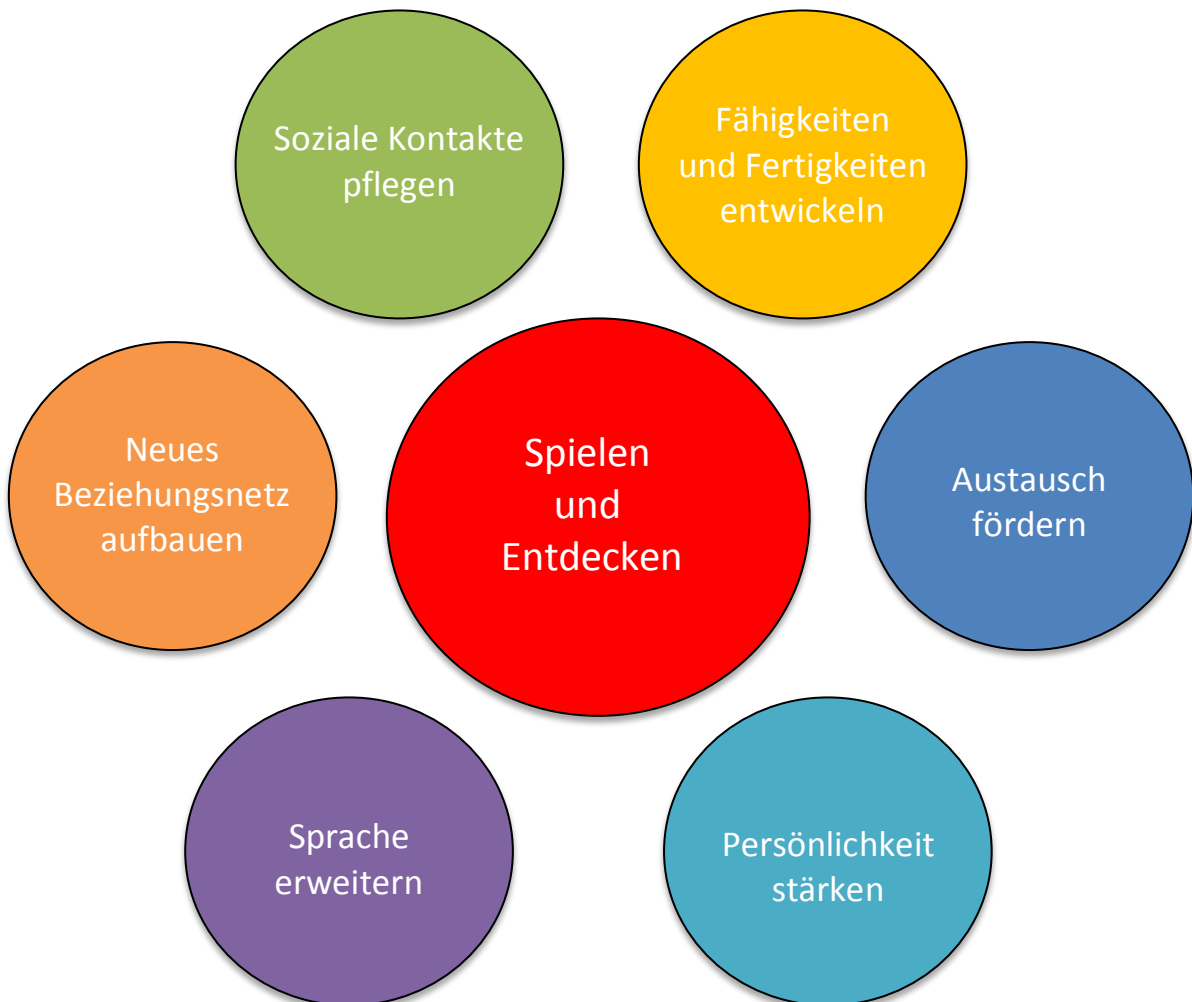 Soziale Kontakte
pflegen
Fähigkeiten
und Fertigkeiten
entwickeln
Neues
Beziehungsnetz
aufbauen
Spielen
und
Entdecken
Austausch
fördern
Sprache
erweitern
Persönlichkeit
stärken